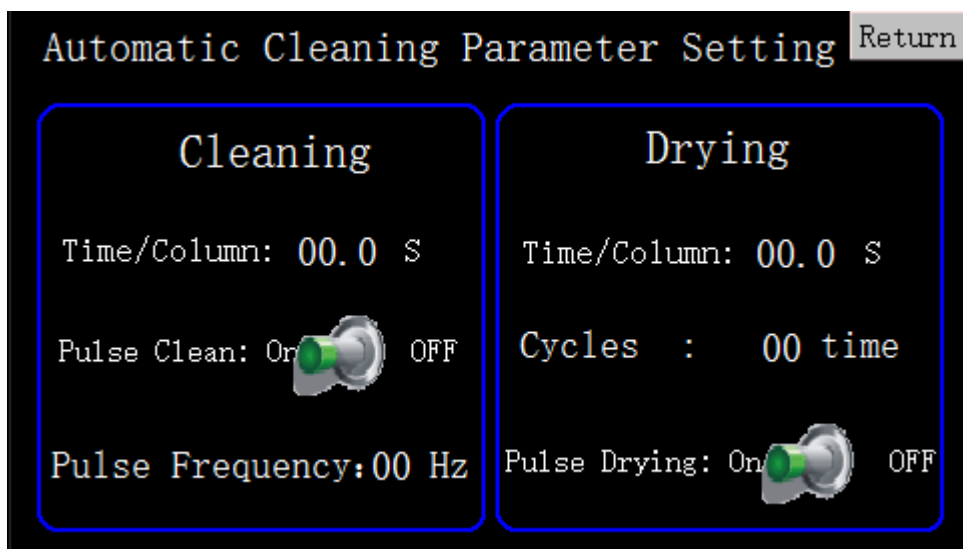 Automatic Cleaning Parameter Setting Return
Cleaning
Time/Column: 00.0 S
Pulse Clean: On OFF
Pulse Frequency:00 Hz
Drying
Time/Column: 00.0 S
Cycles : 00 time
Pulse Drying: On OFF